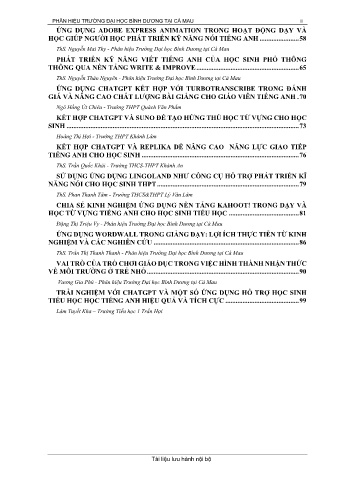 PHÂN HIỆU TRƯỜNG ĐẠI HỌC BÌNH DƯƠNG TẠI CÀ MAU
ỨNG DỤNG ADOBE EXPRESS ANIMATION TRONG HOẠT ĐỘNG DẠY VÀ
HỌC GIÚP NGƯỜI HỌC PHÁT TRIỂN KỸ NĂNG NÓI TIẾNG ANH ....................58
ThS. Nguyễn Mai Thy - Phân hiệu Trường Đại học Bình Dương tại Cà Mau
PHÁT TRIỂN KỸ NĂNG VIẾT TIẾNG ANH CỦA HỌC SINH PHỔ THÔNG
THÔNG QUA NỀN TẢNG WRITE & IMPROVE ....................65
ThS. Nguyễn Thảo Nguyên - Phân hiệu Trường Đại học Bình Dương tại Cà Mau
ỨNG DỤNG CHATGPT KẾT HỢP VỚI TURBOTRANSCRIBE TRONG ĐÁNH
GIÁ VÀ NÂNG CAO CHẤT LƯỢNG BÀI GIẢNG CHO GIÁO VIÊN TIẾNG ANH .70
Ngô Hồng Út Chiêu - Trường THPT Quách Văn Phẩm
KẾT HỢP CHATGPT VÀ SUNO ĐỂ TẠO HỨNG THÚ HỌC TỪ VỰNG CHO HỌC
SINH ....................73
Hoàng Thị Hợi - Trường THPT Khánh Lâm
KẾT HỢP CHATGPT VÀ REPLIKA ĐỂ NÂNG CAO NĂNG LỰC GIAO TIẾP
TIẾNG ANH CHO HỌC SINH ....................76
ThS. Trần Quốc Khải - Trường THCS-THPT Khánh An
SỬ DỤNG ỨNG DỤNG LINGOLAND NHƯ CÔNG CỤ HỖ TRỢ PHÁT TRIỂN KĨ
NĂNG NÓI CHO HỌC SINH THPT ....................79
ThS. Phan Thanh Tâm - Trường THCS&THPT Lý Văn Lâm
CHIA SẺ KINH NGHIỆM ỨNG DỤNG NỀN TẢNG KAHOOT! TRONG DẠY VÀ
HỌC TỪ VỰNG TIẾNG ANH CHO HỌC SINH TIỂU HỌC ....................81
Đặng Thị Triệu Vy - Phân hiệu Trường Đại học Bình Dương tại Cà Mau
ỨNG DỤNG WORDWALL TRONG GIẢNG DẠY: LỢI ÍCH THỰC TIỄN TỪ KINH
NGHIỆM VÀ CÁC NGHIÊN CỨU ....................86
ThS. Trần Thị Thanh Thanh - Phân hiệu Trường Đại học Bình Dương tại Cà Mau
VAI TRÒ CỦA TRÒ CHƠI GIÁO DỤC TRONG VIỆC HÌNH THÀNH NHẬN THỨC
VỀ MÔI TRƯỜNG Ở TRẺ NHỎ ....................90
Vương Gia Phú - Phân hiệu Trường Đại học Bình Dương tại Cà Mau
TRẢI NGHIỆM VỚI CHATGPT VÀ MỘT SỐ ỨNG DỤNG HỖ TRỢ HỌC SINH
TIỂU HỌC HỌC TIẾNG ANH HIỆU QUẢ VÀ TÍCH CỰC ....................99
Lâm Tuyết Kha – Trường Tiểu học 1 Trần Hợi
Tài liệu lưu hành nội bộ